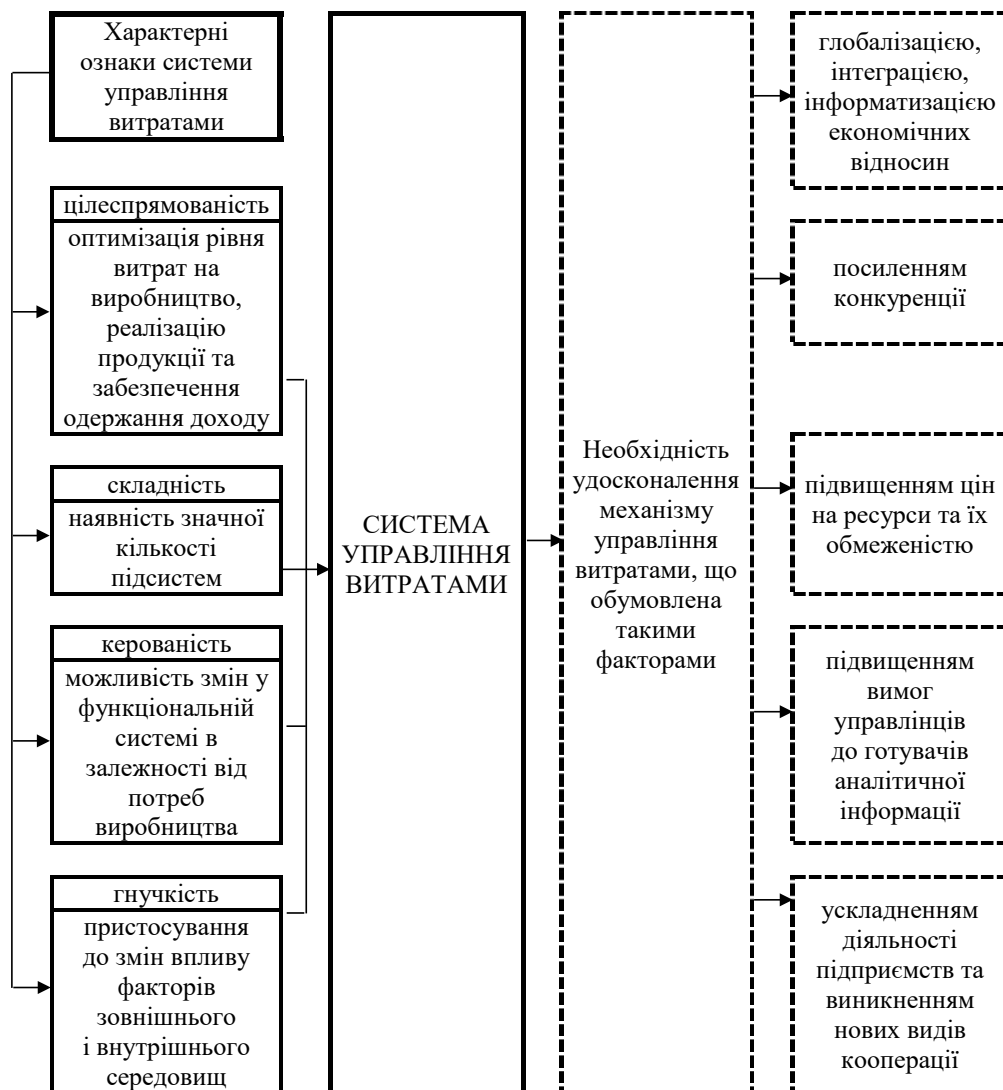 Характерні
ознаки системи
управління
витратами
цілеспрямованість
оптимізація рівня
витрат на
виробництво,
реалізацію
продукції та
забезпечення
одержання доходу
складність
наявність значної
кількості
підсистем
керованість
можливість змін у
функціональній
системі в
залежності від
потреб
виробництва
гнучкість
пристосування
до змін впливу
факторів
зовнішнього
і внутрішнього
середовищ
СИСТЕМА
УПРАВЛІННЯ
ВИТРАТАМИ
Необхідність
удосконалення
механізму
управління
витратами, що
обумовлена
такими
факторами
глобалізацією,
інтеграцією,
інформатизацією
економічних
відносин
посиленням
конкуренції
підвищенням цін
на ресурси та їх
обмеженістю
підвищенням
вимог
управлінців
до готувачів
аналітичної
інформації
ускладненням
діяльності
підприємств та
виникненням
нових видів
кооперації